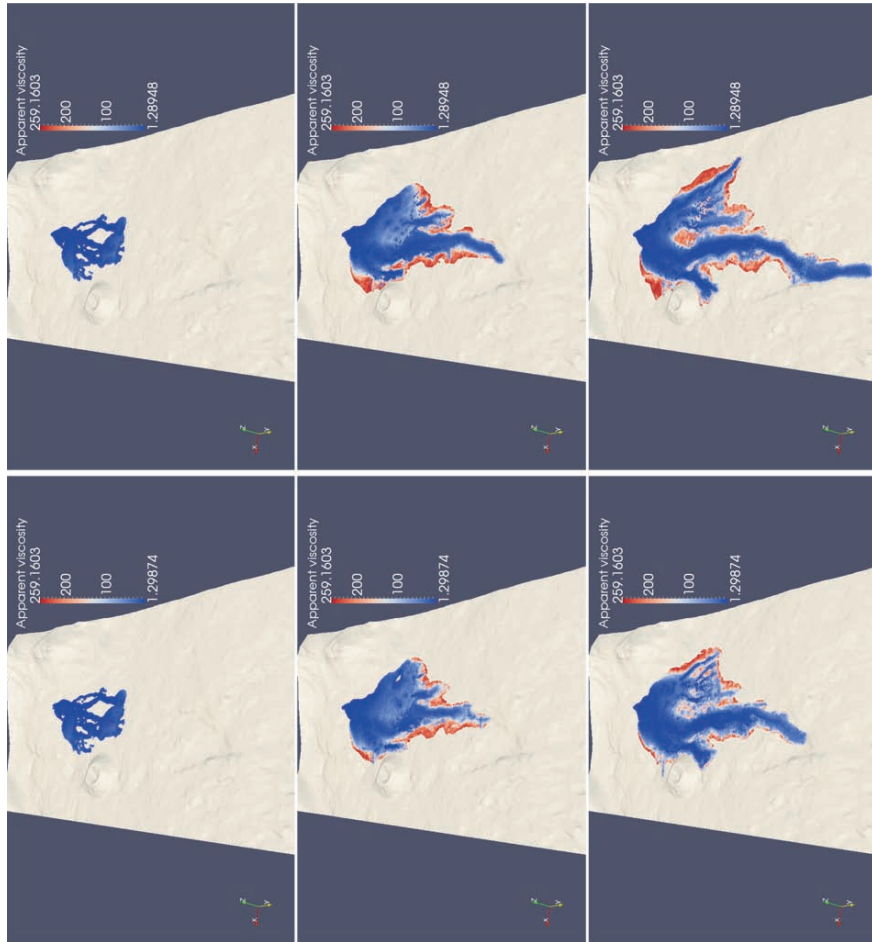 Apparent viscosity
259.1603
200
100
1.28948
Z
X
Y
Apparent viscosity
259.1603
200
100
1.28948
Z
X
Y
Apparent viscosity
259.1603
200
100
1.28948
Z
X
Y
Apparent viscosity
259.1603
200
100
1.29874
Z
X
Y
Apparent viscosity
259.1603
200
100
1.29874
Z
X
Y
Apparent viscosity
259.1603
200
100
1.29874
Z
X
Y